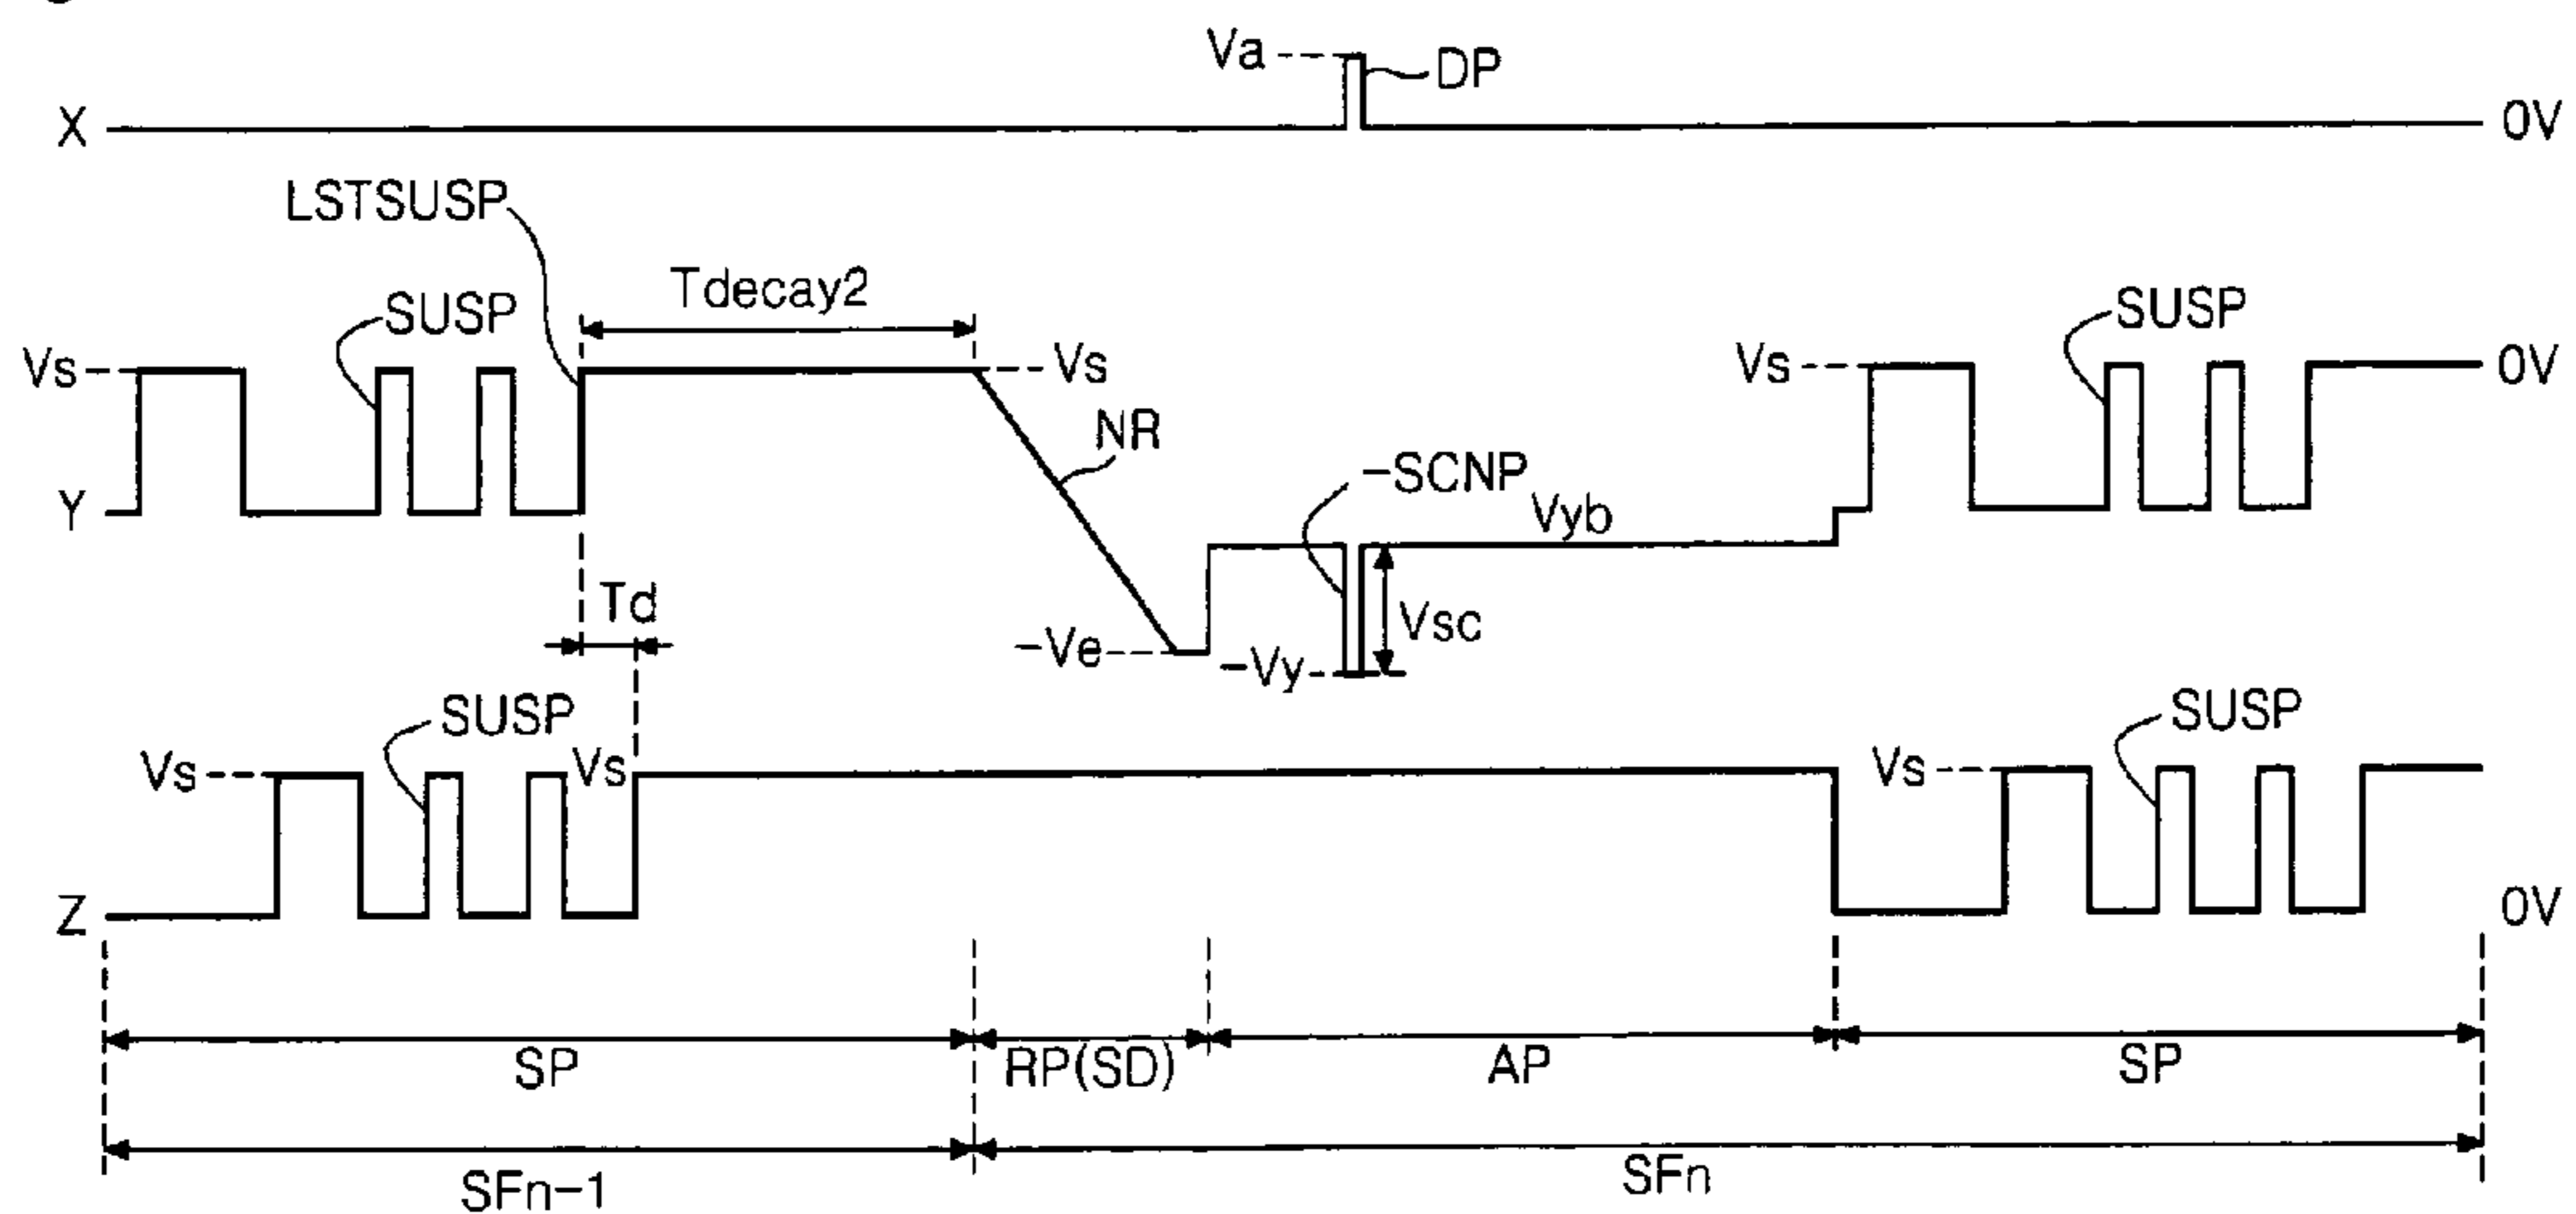 Va
DP
X
0V
LSTSUSP
Tdecay2
SUSP
SUSP
Vs
Vs
Vs
0V
NR
-SCNP
Y
Vyb
Td
Vsc
-Ve
-Vy
SUSP
SUSP
Vs
Vs
Vs
Z
0V
SP
RP(SD)
AP
SP
SFn-1
SFn